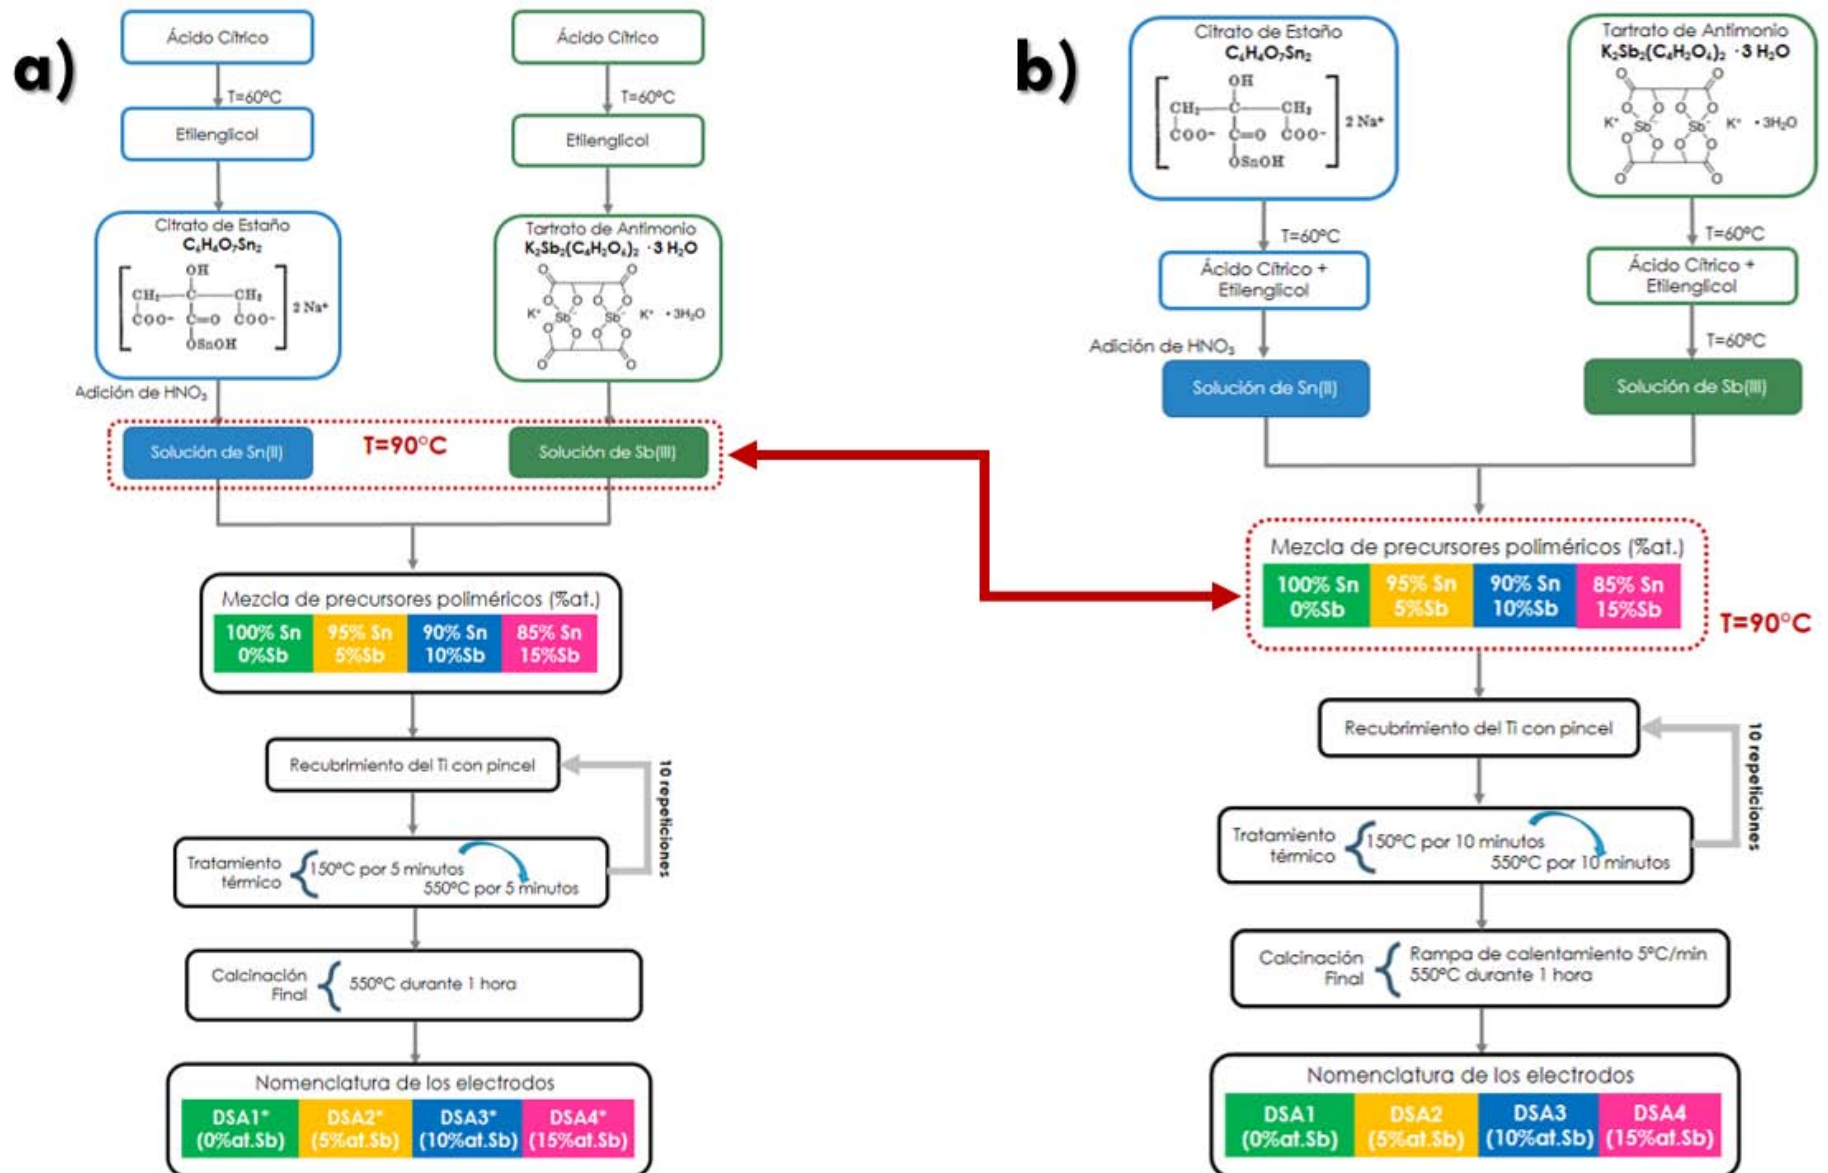 a)
Ácido Cítrico
T=60ºC
Etilenglicol
Citrato de Estaño
C₆H₄O₇Sn₂
OH
CH₂ C CH₂
COO⁻ C=O COO⁻
OSnOH
2 Na⁺
Adición de HNO₃
Solución de Sn(II)
Ácido Cítrico
T=60ºC
Etilenglicol
Tartrato de Antimonio
K₂Sb₂(C₄H₂O₆)₂ ·3 H₂O
O O
O O O O
K⁺ Sb⁻ Sb⁻ K⁺ •3H₂O
O O O O
O O
T=90°C
Solución de Sb(III)
Mezcla de precursores poliméricos (%at.)
100% Sn 95% Sn 90% Sn 85% Sn
0%Sb 5%Sb 10%Sb 15%Sb
Recubrimiento del Ti con pincel
10 repeticiones
Tratamiento térmico
150ºC por 5 minutos
550ºC por 5 minutos
Calcinación Final
550ºC durante 1 hora
Nomenclatura de los electrodos
DSA1* DSA2* DSA3* DSA4*
(0%at.Sb) (5%at.Sb) (10%at.Sb) (15%at.Sb)
b)
Citrato de Estaño
C₆H₄O₇Sn₂
OH
CH₂ C CH₂
COO⁻ C=O COO⁻
OSnOH
2 Na⁺
T=60ºC
Ácido Cítrico +
Etilenglicol
Adición de HNO₃
Solución de Sn(II)
Tartrato de Antimonio
K₂Sb₂(C₄H₂O₆)₂ ·3 H₂O
O O
O O O O
K⁺ Sb⁻ Sb⁻ K⁺ •3H₂O
O O O O
O O
T=60ºC
Ácido Cítrico +
Etilenglicol
T=60ºC
Solución de Sb(III)
Mezcla de precursores poliméricos (%at.)
100% Sn 95% Sn 90% Sn 85% Sn
0%Sb 5%Sb 10%Sb 15%Sb
T=90°C
Recubrimiento del Ti con pincel
10 repeticiones
Tratamiento
térmico
150ºC por 10 minutos
550ºC por 10 minutos
Calcinación
Final
Rampa de calentamiento 5ºC/min
550ºC durante 1 hora
Nomenclatura de los electrodos
DSA1 DSA2 DSA3 DSA4
(0%at.Sb) (5%at.Sb) (10%at.Sb) (15%at.Sb)